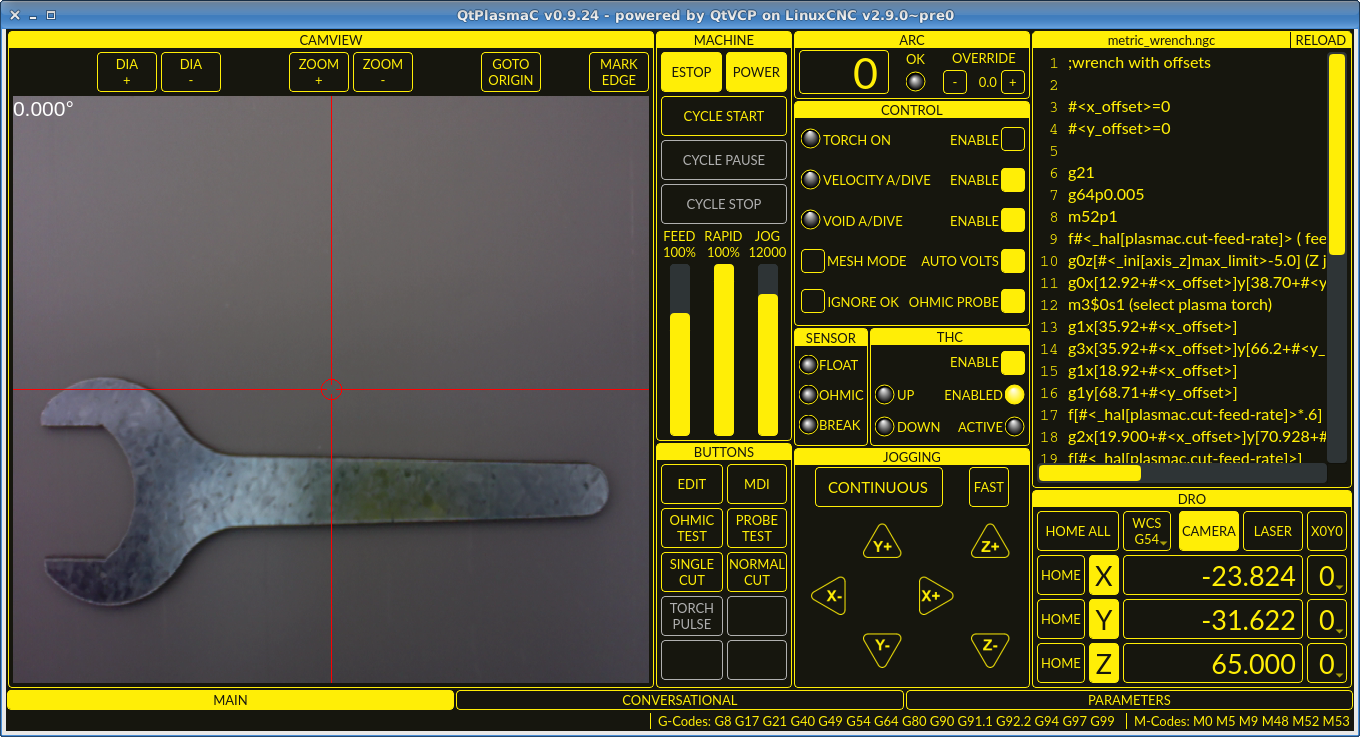 QtPlasmaC v0.9.24 - powered by QtVCP on LinuxCNC v2.9.0~pre0
CAMVIEW
DIA
+
DIA
-
ZOOM
+
ZOOM
-
GOTO
ORIGIN
MARK
EDGE
0.000°
MACHINE
ESTOP
POWER
CYCLE START
CYCLE PAUSE
CYCLE STOP
FEED
100%
RAPID
100%
JOG
12000
BUTTONS
EDIT
MDI
OHMIC
TEST
PROBE
TEST
SINGLE
CUT
NORMAL
CUT
TORCH
PULSE
ARC
0
OK
OVERRIDE
- 0.0 +
CONTROL
TORCH ON ENABLE
VELOCITY A/DIVE ENABLE
VOID A/DIVE ENABLE
MESH MODE AUTO VOLTS
IGNORE OK OHMIC PROBE
SENSOR
FLOAT
OHMIC
BREAK
THC
ENABLE
UP ENABLED
DOWN ACTIVE
JOGGING
CONTINUOUS FAST
Y+ Z+
X- X+
Y- Z-
metric_wrench.ngc RELOAD
1 ;wrench with offsets
2
3 #<x_offset>=0
4 #<y_offset>=0
5
6 g21
7 g64p0.005
8 m52p1
9 f#<_hal[plasmac.cut-feed-rate]> ( fee
10 g0z[#<_ini[axis_z]max_limit>-5.0] (Z j
11 g0x[12.92+#<x_offset>]y[38.70+#<y
12 m3$0s1 (select plasma torch)
13 g1x[35.92+#<x_offset>]
14 g3x[35.92+#<x_offset>]y[66.2+#<y_
15 g1x[18.92+#<x_offset>]
16 g1y[68.71+#<y_offset>]
17 f[#<_hal[plasmac.cut-feed-rate]>*.6]
18 g2x[19.900+#<x_offset>]y[70.928+#
19 f[#<_hal[plasmac.cut-feed-rate]>]
DRO
HOME ALL
WCS
G54
CAMERA
LASER
X0Y0
HOME X -23.824 0
HOME Y -31.622 0
HOME Z 65.000 0
MAIN
CONVERSATIONAL
PARAMETERS
G-Codes: G8 G17 G21 G40 G49 G54 G64 G80 G90 G91.1 G92.2 G94 G97 G99
M-Codes: M0 M5 M9 M48 M52 M53